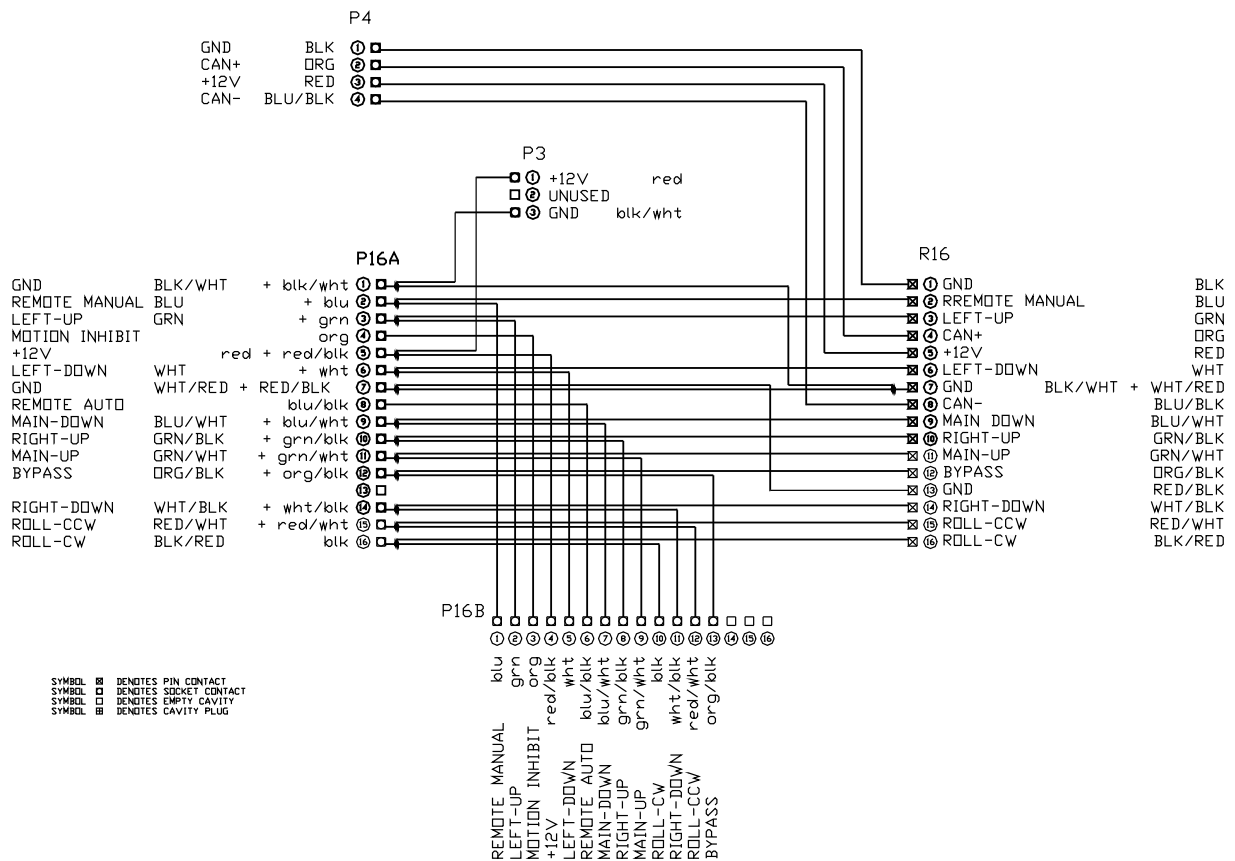 P4
GND BLK 1
CAN+ ORG 2
+12V RED 3
CAN- BLU/BLK 4
P3
1 +12V red
2 UNUSED
3 GND blk/wht
P16A
GND BLK/WHT + blk/wht 1
REMOTE MANUAL BLU + blu 2
LEFT-UP GRN + grn 3
MOTION INHIBIT org 4
+12V red + red/blk 5
LEFT-DOWN WHT + wht 6
GND WHT/RED + RED/BLK 7
REMOTE AUTO blu/blk 8
MAIN-DOWN BLU/WHT + blu/wht 9
RIGHT-UP GRN/BLK + grn/blk 10
MAIN-UP GRN/WHT + grn/wht 11
BYPASS ORG/BLK + org/blk 12
13
RIGHT-DOWN WHT/BLK + wht/blk 14
ROLL-CCW RED/WHT + red/wht 15
ROLL-CW BLK/RED blk 16
R16
1 GND BLK
2 RREMOTE MANUAL BLU
3 LEFT-UP GRN
4 CAN+ ORG
5 +12V RED
6 LEFT-DOWN WHT
7 GND BLK/WHT + WHT/RED
8 CAN- BLU/BLK
9 MAIN DOWN BLU/WHT
10 RIGHT-UP GRN/BLK
11 MAIN-UP GRN/WHT
12 BYPASS ORG/BLK
13 GND RED/BLK
14 RIGHT-DOWN WHT/BLK
15 ROLL-CCW RED/WHT
16 ROLL-CW BLK/RED
P16B
1 blu REMOTE MANUAL
2 grn LEFT-UP
3 org MOTION INHIBIT
4 red/blk +12V
5 wht LEFT-DOWN
6 blu/blk REMOTE AUTO
7 blu/wht MAIN-DOWN
8 grn/blk RIGHT-UP
9 grn/wht MAIN-UP
10 blk ROLL-CW
11 wht/blk RIGHT-DOWN
12 red/wht ROLL-CCW
13 org/blk BYPASS
14
15
16
SYMBOL DENOTES PIN CONTACT
SYMBOL DENOTES SOCKET CONTACT
SYMBOL DENOTES EMPTY CAVITY
SYMBOL DENOTES CAVITY PLUG